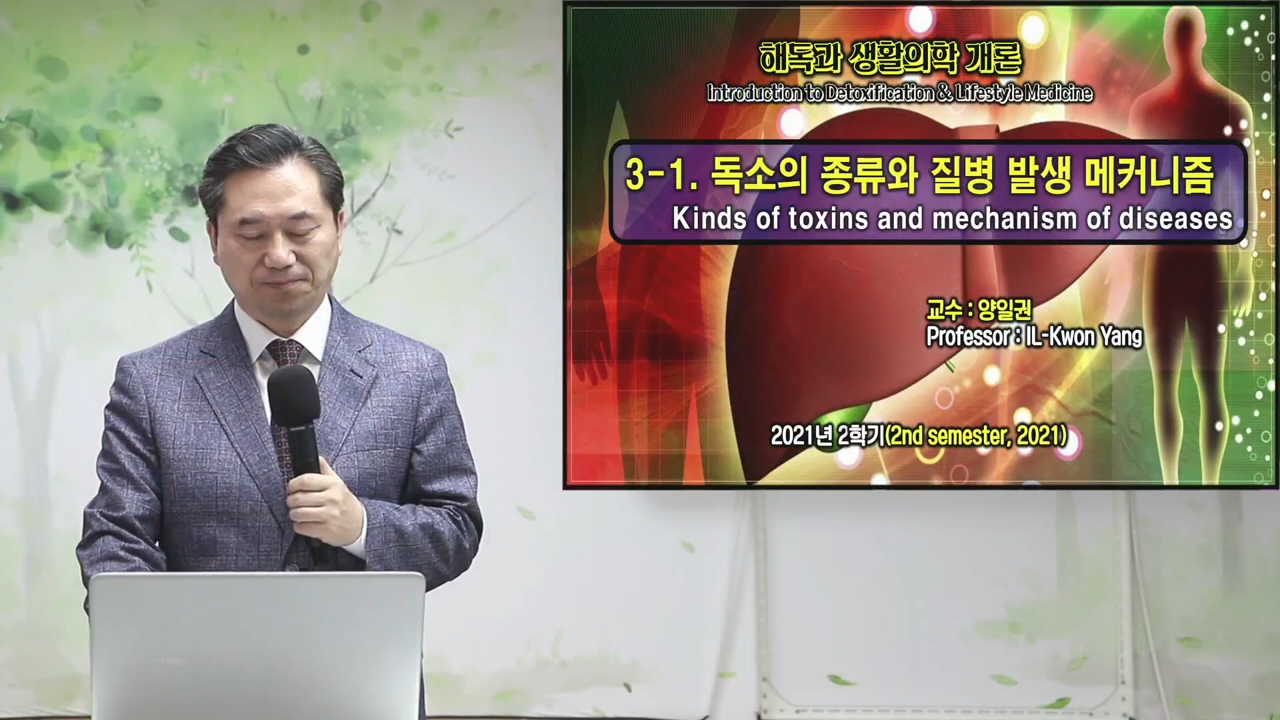 해독과 생활의학 개론
Introduction to Detoxification & Lifestyle Medicine
3-1. 독소의 종류와 질병 발생 메커니즘
Kinds of toxins and mechanism of diseases
교수 : 양일권
Professor : IL-Kwon Yang
2021년 2학기(2nd semester, 2021)